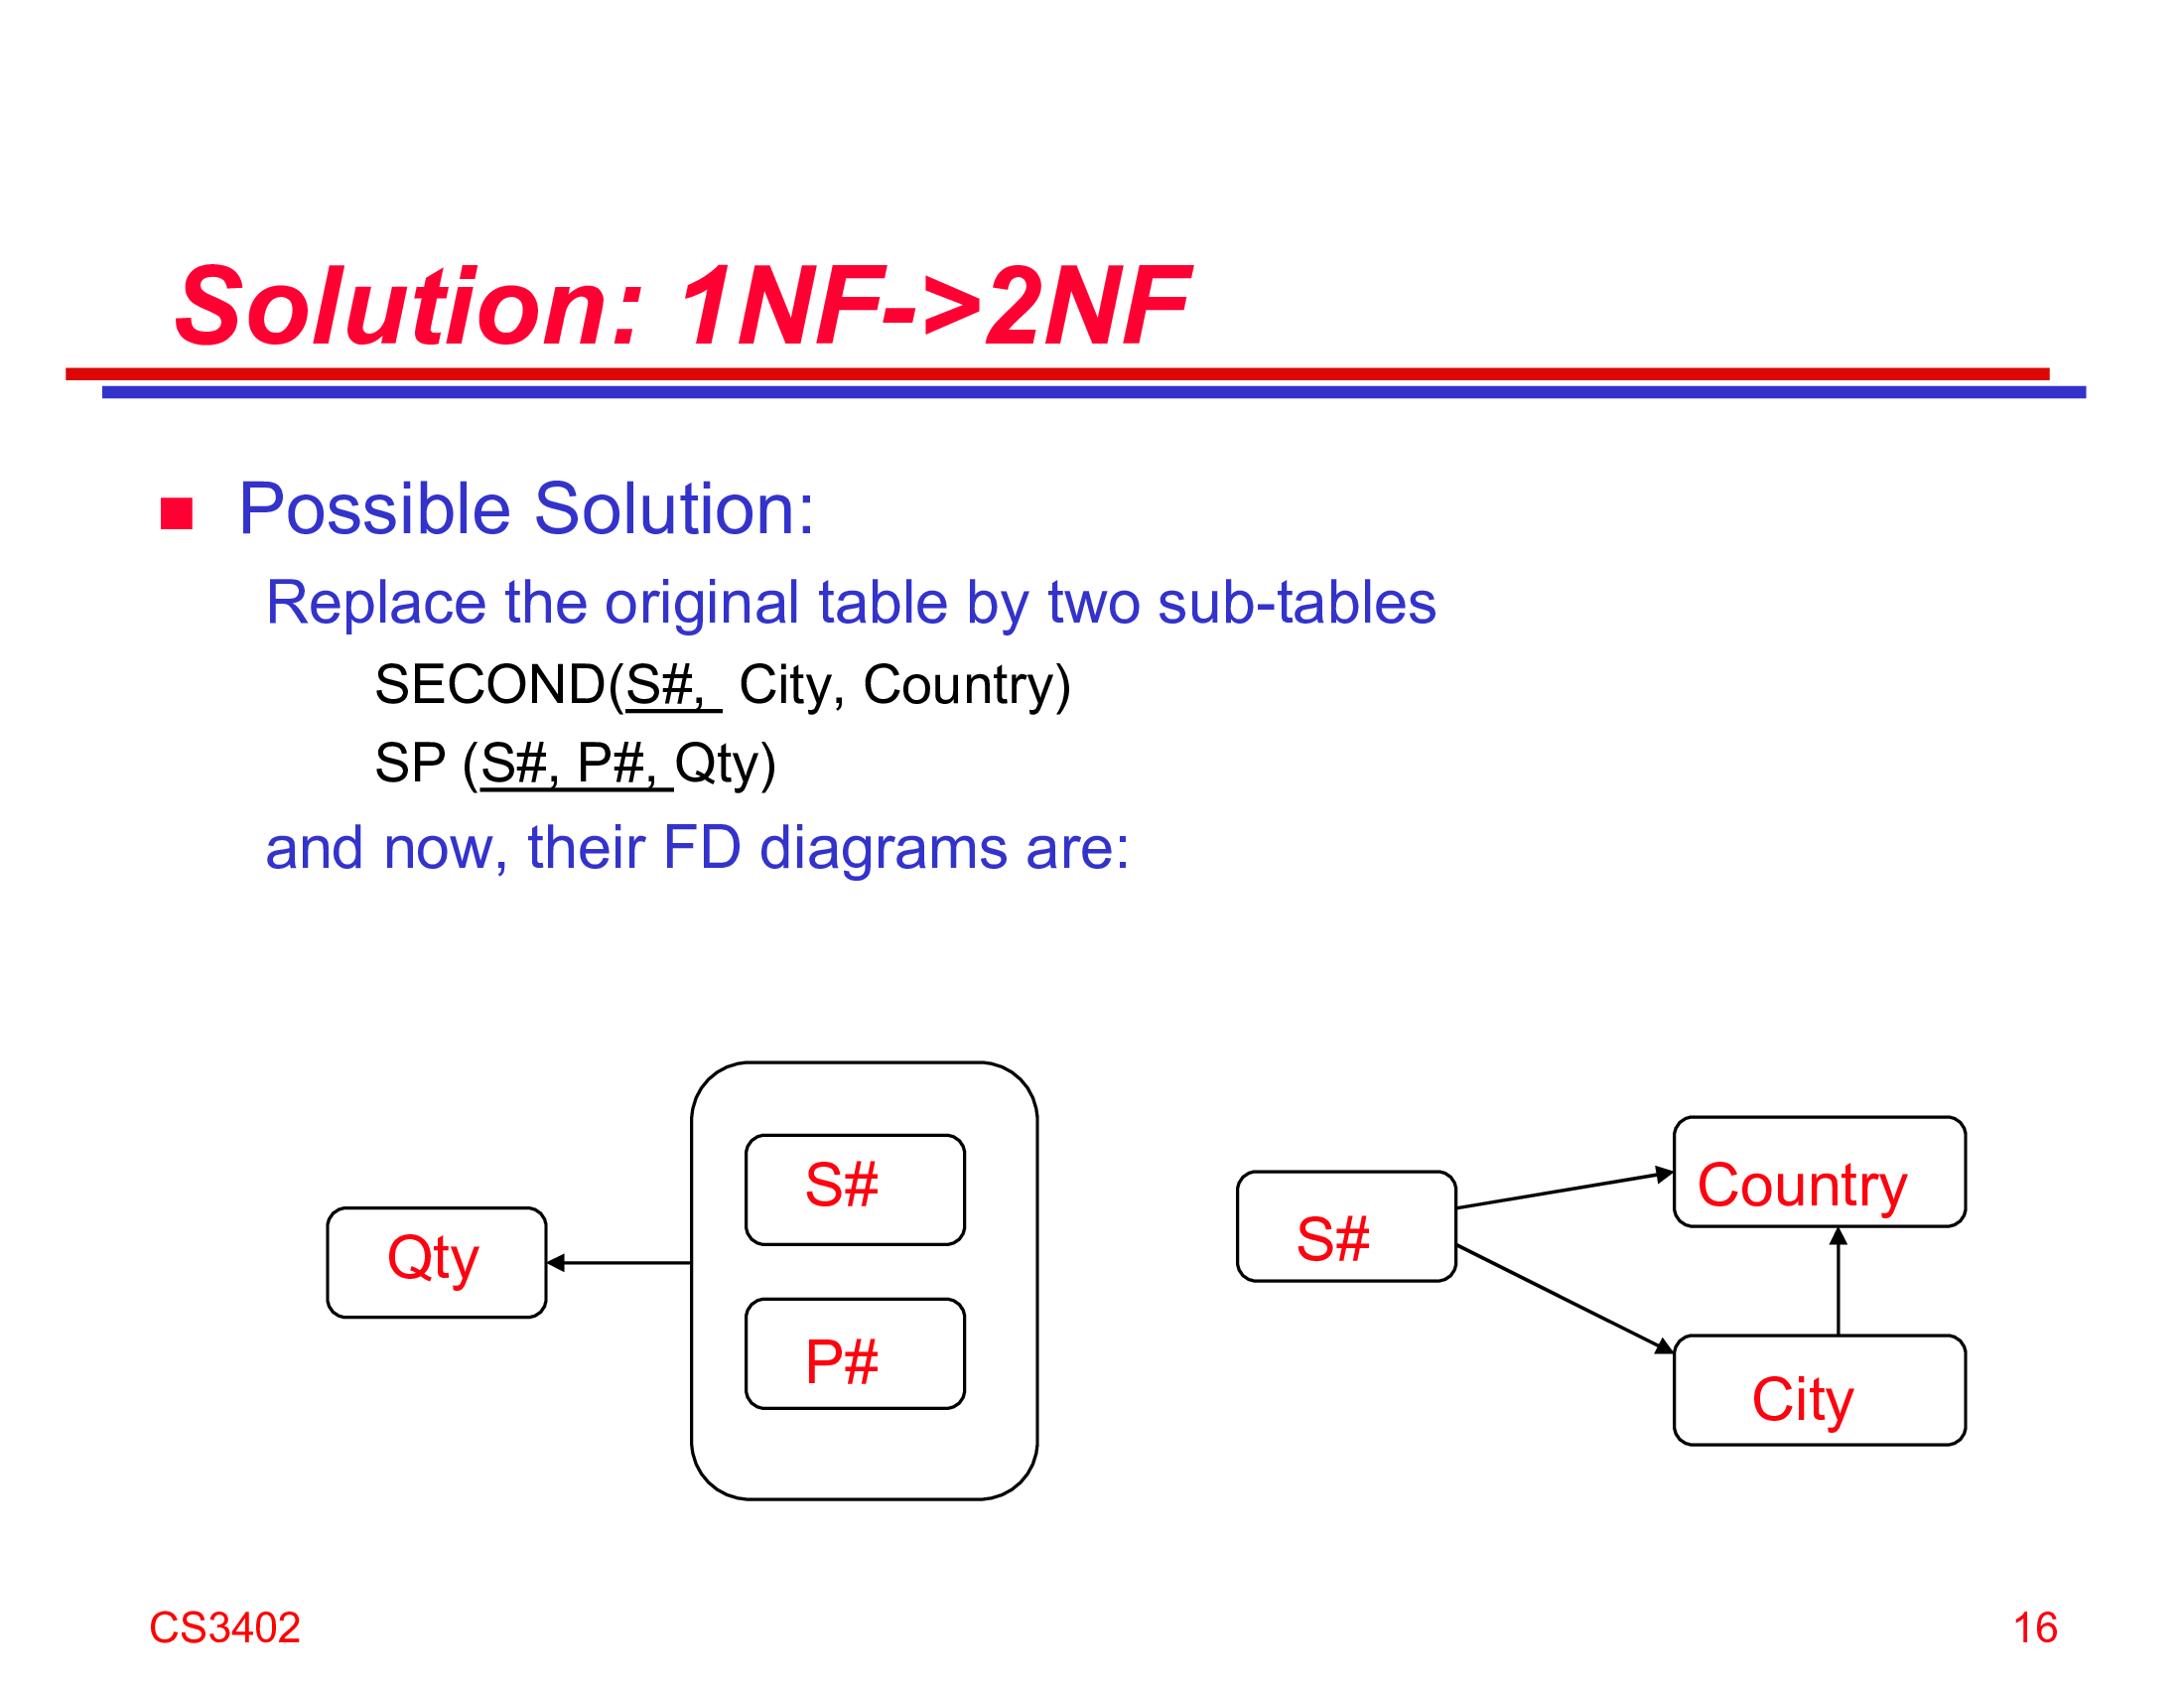 Solution: 1NF->2NF
Possible Solution:
Replace the original table by two sub-tables
SECOND(S#, City, Country)
SP (S#, P#, Qty)
and now, their FD diagrams are:
S#
P#
Qty
S#
Country
City
CS3402
16